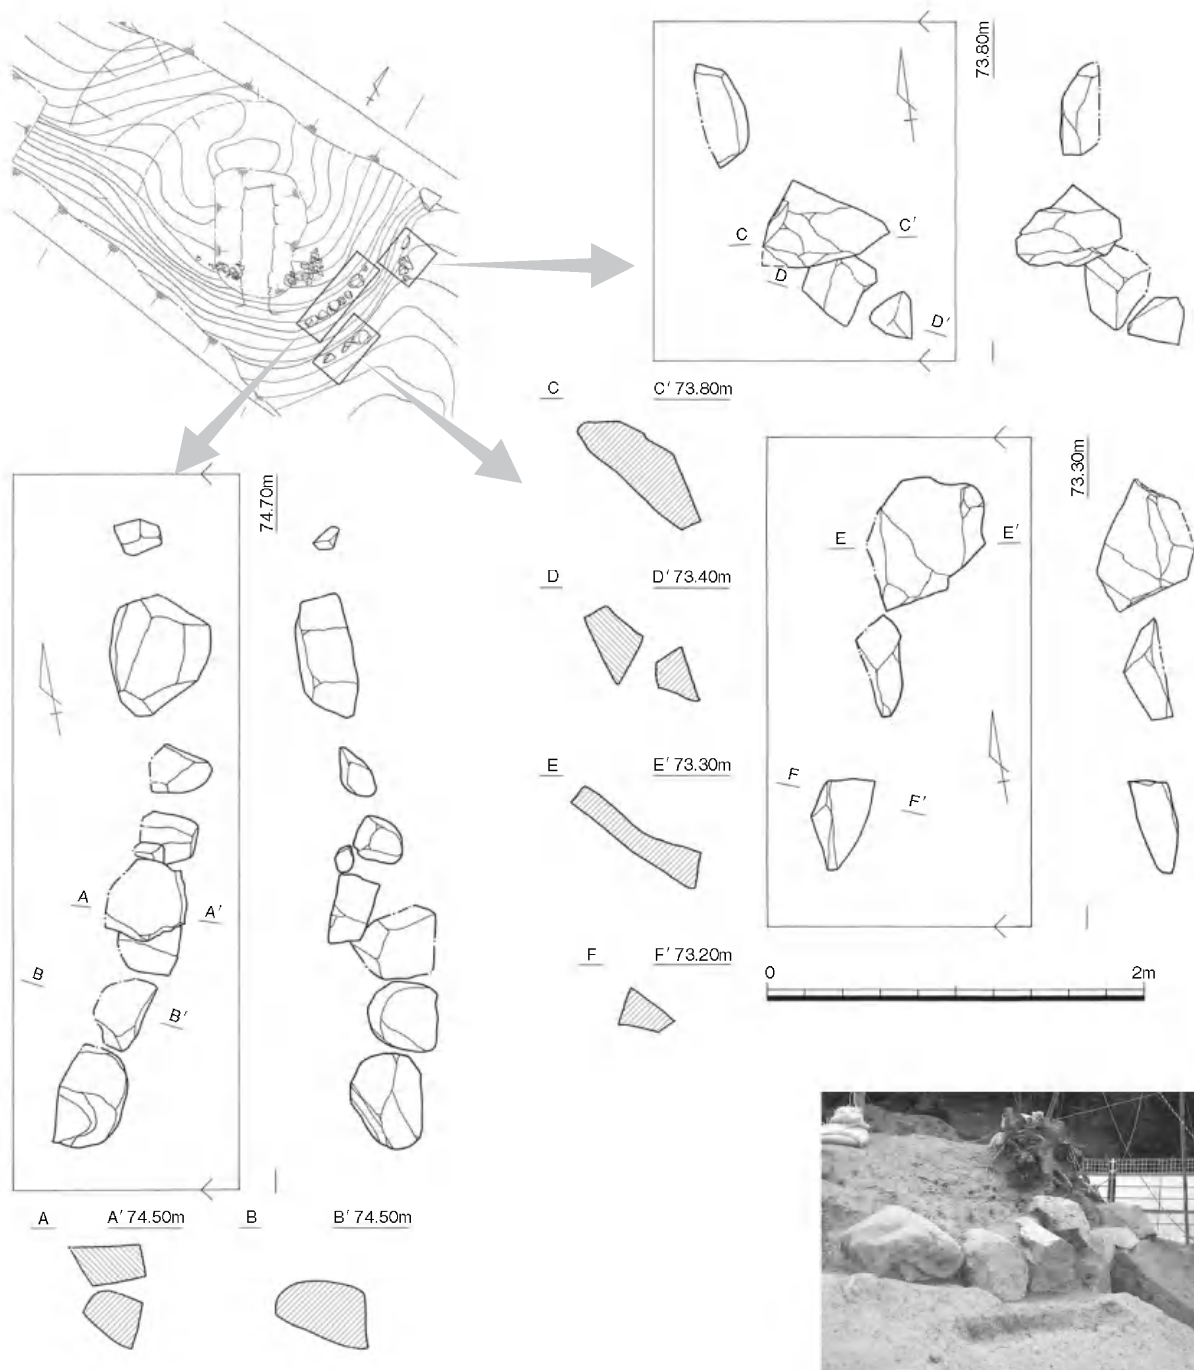 73.80m
C
C′
D
D′
C C′ 73.80m
74.70m
73.30m
E
E′
D D′ 73.40m
F
F′
E E′ 73.30m
A
A′
B
B′
F F′ 73.20m
0 2m
A A′ 74.50m B B′ 74.50m